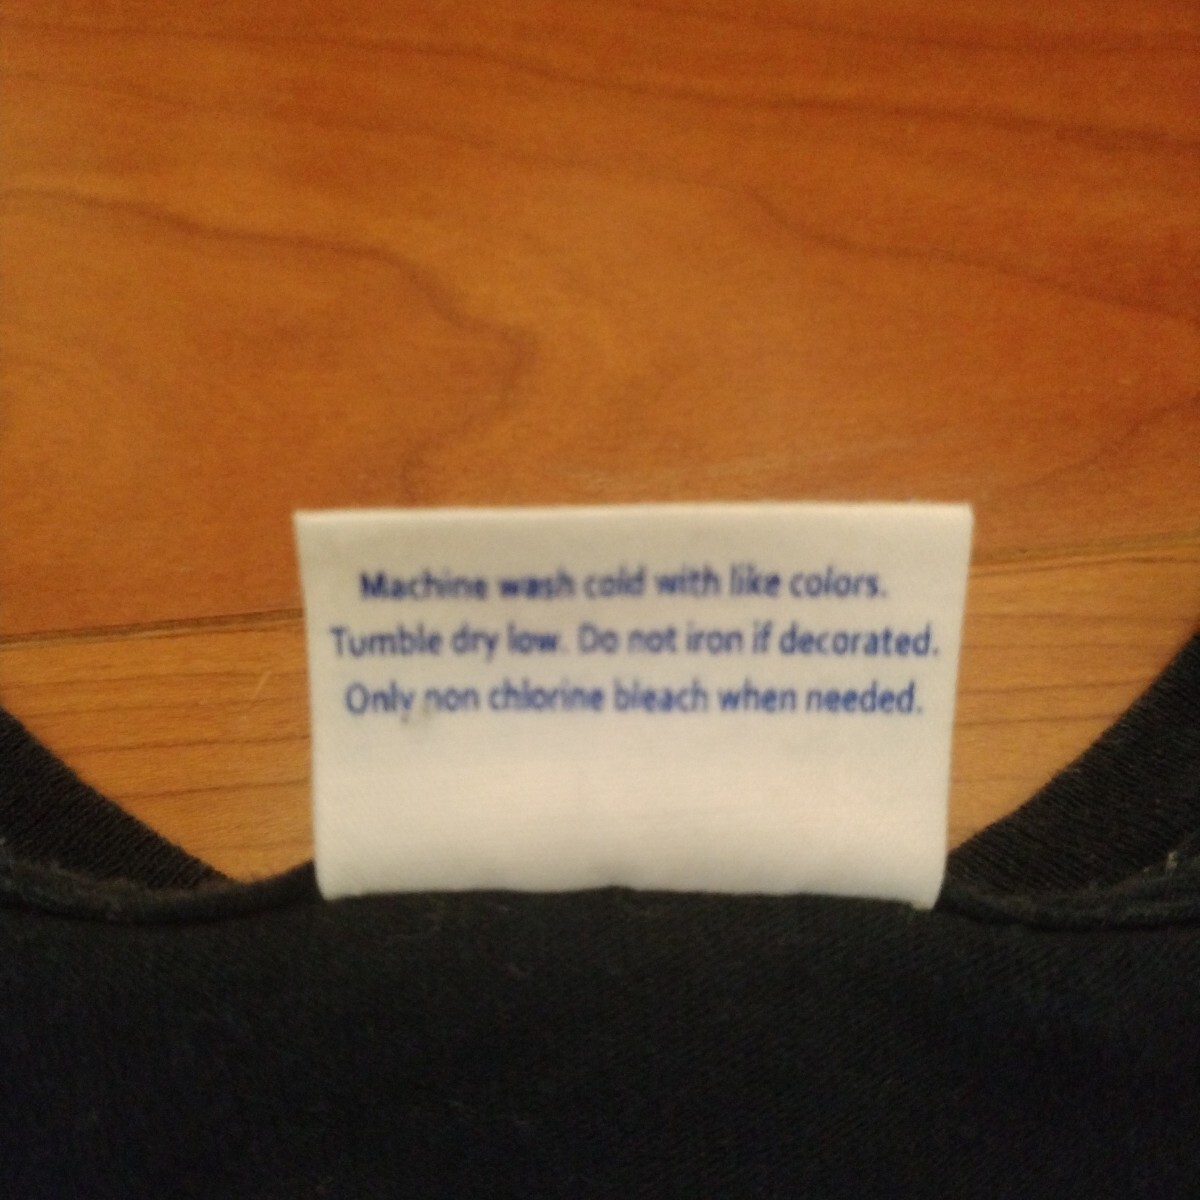 Machine wash cold with like colors.
Tumble dry low. Do not iron if decorated.
Only non chlorine bleach when needed.